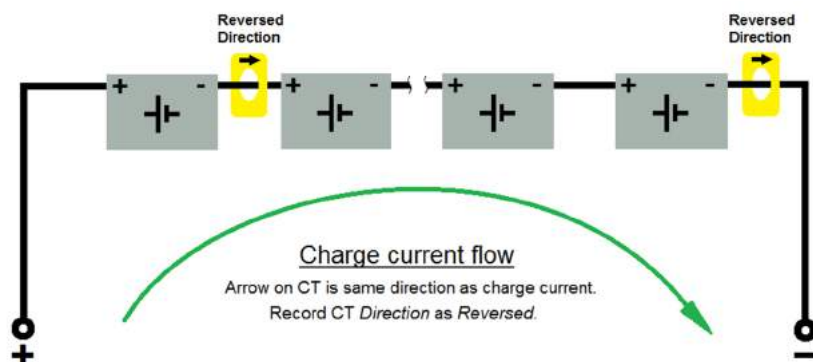 Reversed
Direction
Reversed
Direction
+ - + - + - + -
Charge current flow
Arrow on CT is same direction as charge current.
Record CT Direction as Reversed.
+ -